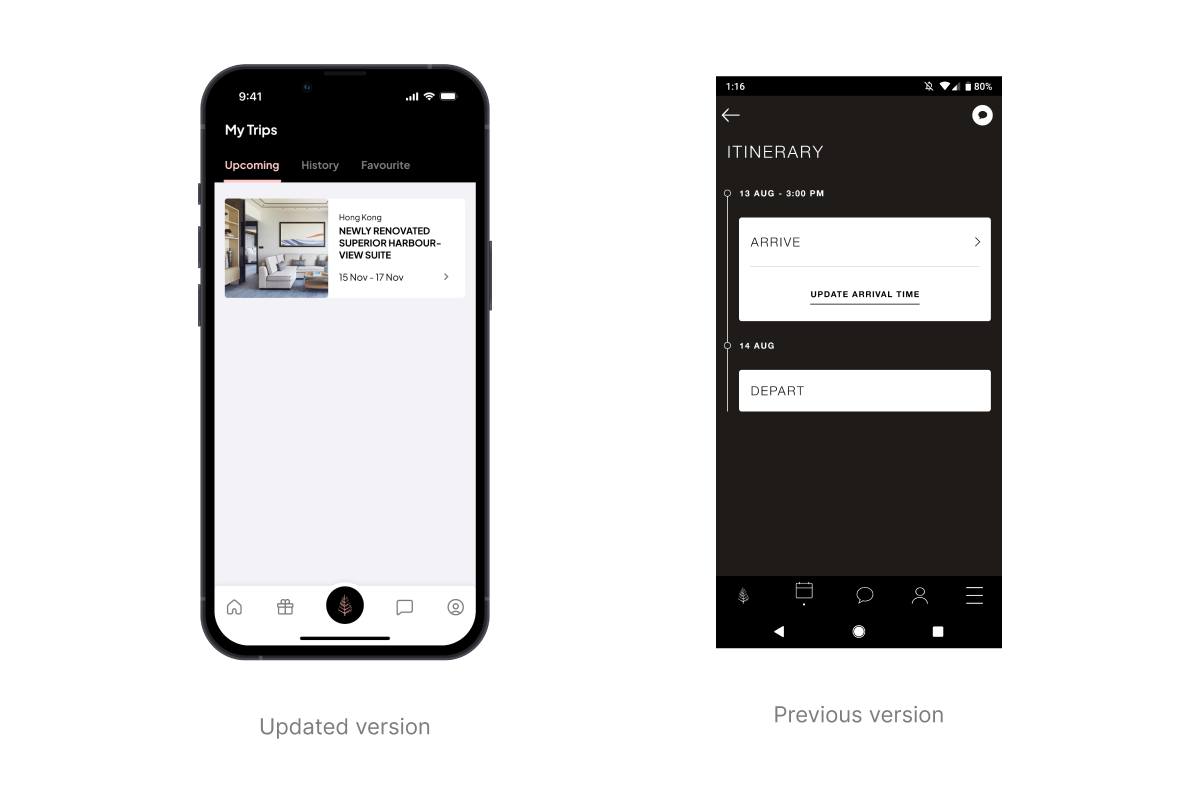 9:41
My Trips
Upcoming History Favourite
Hong Kong
NEWLY RENOVATED
SUPERIOR HARBOUR-
VIEW SUITE
15 Nov - 17 Nov
Updated version
1:16
80%
ITINERARY
13 AUG - 3:00 PM
ARRIVE
UPDATE ARRIVAL TIME
14 AUG
DEPART
Previous version